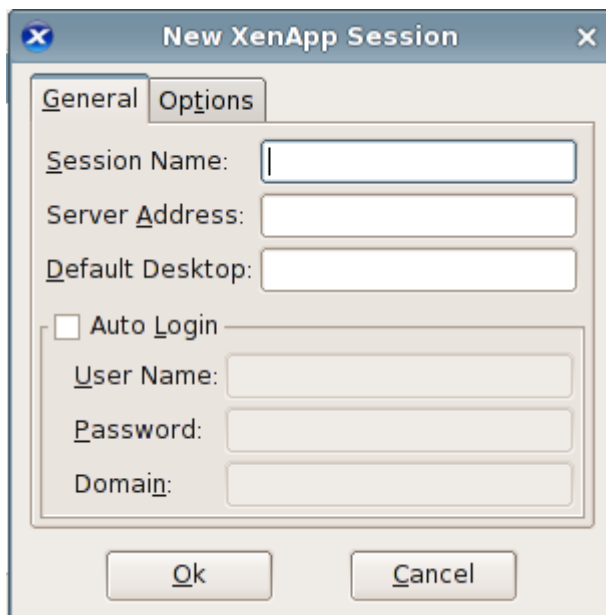 New XenApp Session
General Options
Session Name:
Server Address:
Default Desktop:
Auto Login
User Name:
Password:
Domain:
Ok Cancel